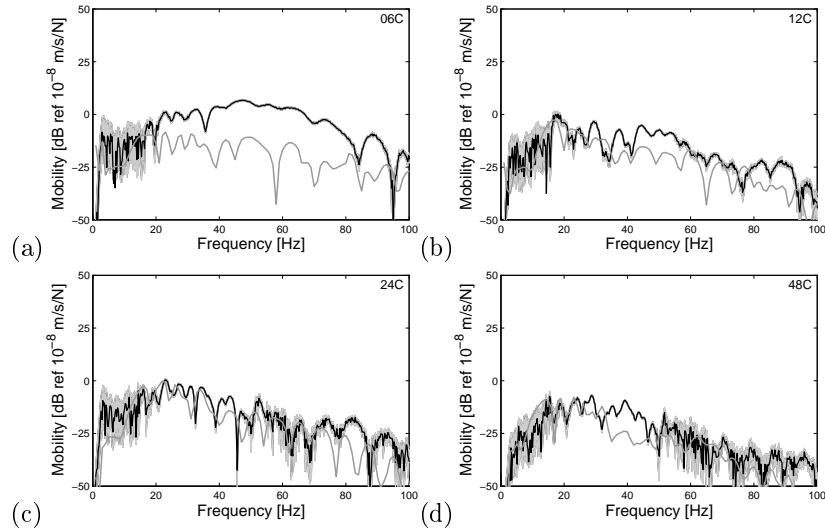 06C
Mobility [dB ref 10⁻⁸ m/s/N]
50
25
0
−25
−50
0 20 40 60 80 100
Frequency [Hz]
(a)
12C
Mobility [dB ref 10⁻⁸ m/s/N]
50
25
0
−25
−50
0 20 40 60 80 100
Frequency [Hz]
(b)
24C
Mobility [dB ref 10⁻⁸ m/s/N]
50
25
0
−25
−50
0 20 40 60 80 100
Frequency [Hz]
(c)
48C
Mobility [dB ref 10⁻⁸ m/s/N]
50
25
0
−25
−50
0 20 40 60 80 100
Frequency [Hz]
(d)